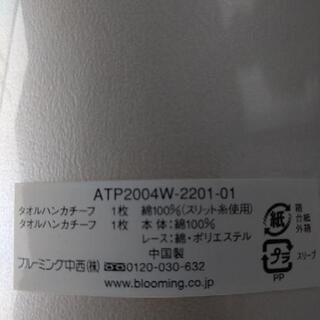 ATP2004W-2201-01
タオルハンカチーフ 1枚 綿100%(スリット糸使用)
タオルハンカチーフ 1枚 本体:綿100%
レース:綿・ポリエステル
中国製
ブルーミング中西(株) 0120-030-632
www.blooming.co.jp
紙
箱
台紙
外箱
プラ
スリーブ
PP